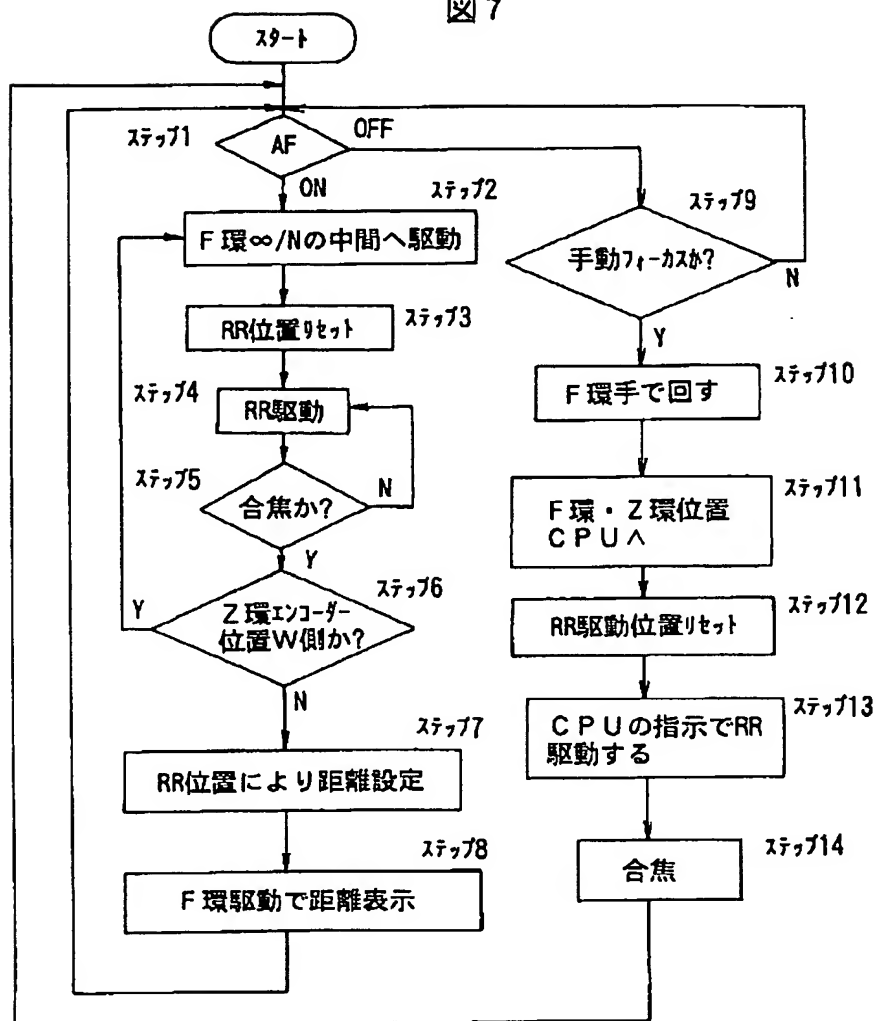 図7
スタート
ステップ1
AF
OFF
ON
ステップ2
F環∞/Nの中間へ駆動
RR位置リセット
ステップ3
ステップ4
RR駆動
ステップ5
合焦か?
N
Y
ステップ6
Z環エンコーダー
位置W側か?
Y
N
ステップ7
RR位置により距離設定
ステップ8
F環駆動で距離表示
ステップ9
手動フォーカスか?
N
Y
ステップ10
F環手で回す
ステップ11
F環・Z環位置
CPUへ
ステップ12
RR駆動位置リセット
ステップ13
CPUの指示でRR
駆動する
ステップ14
合焦